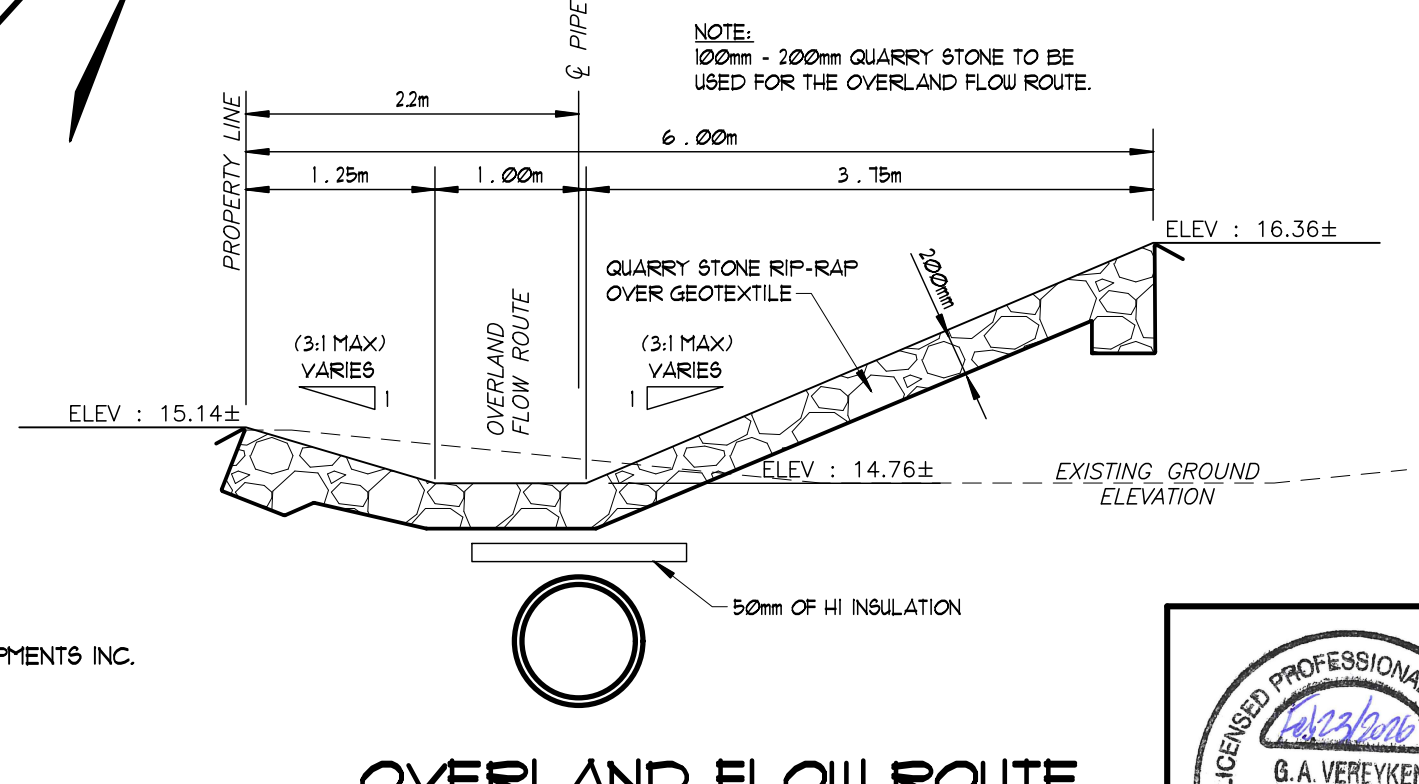 NOTE:
100mm - 200mm QUARRY STONE TO BE
USED FOR THE OVERLAND FLOW ROUTE.
℄ PIPE
2.2m
PROPERTY LINE
6.00m
1.25m
1.00m
3.75m
ELEV : 16.36±
200mm
QUARRY STONE RIP-RAP
OVER GEOTEXTILE
OVERLAND
FLOW ROUTE
(3:1 MAX)
VARIES
1
(3:1 MAX)
VARIES
1
ELEV : 15.14±
ELEV : 14.76±
EXISTING GROUND
ELEVATION
50mm OF HI INSULATION
PMENTS INC.
LICENSED PROFESSIONA
Feb 23/2026
G.A. VEREYKEN
OVERLAND FLOW ROUTE